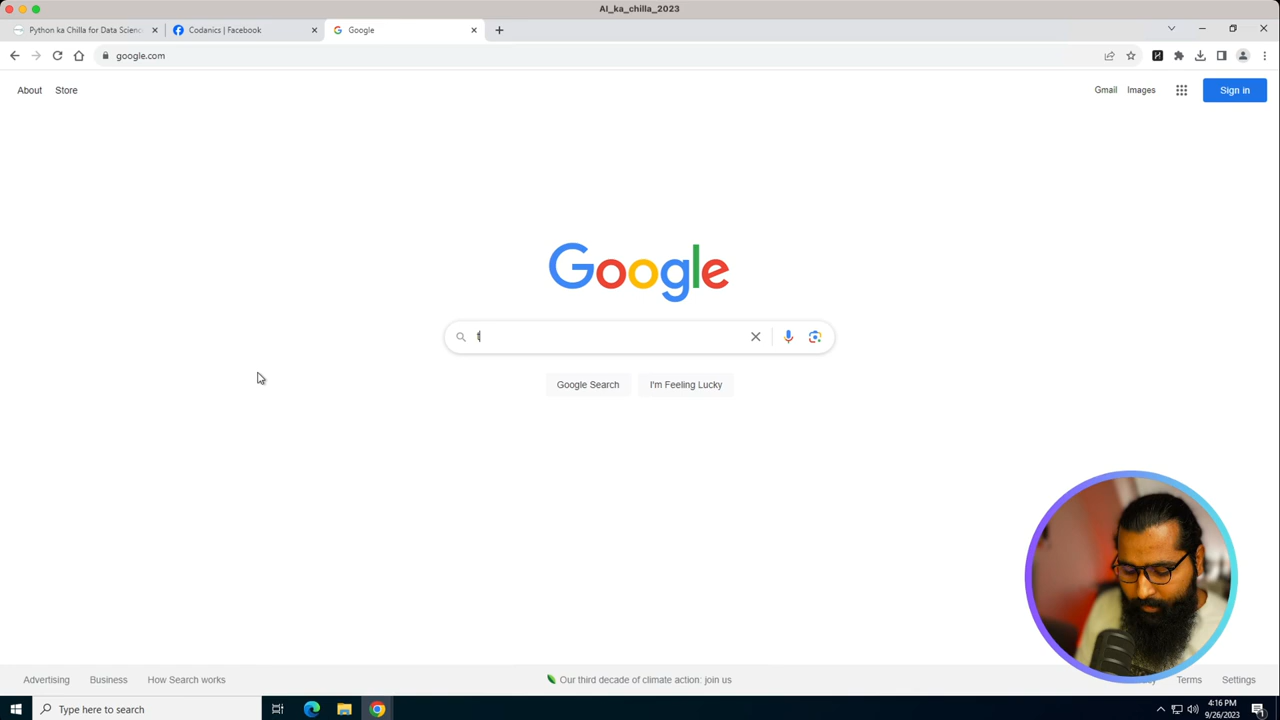 AI_ka_chilla_2023
Python ka Chilla for Data Scienc
Codanics | Facebook
Google
google.com
About Store
Gmail Images Sign in
Google
t
Google Search I'm Feeling Lucky
Advertising Business How Search works
Our third decade of climate action: join us
Terms Settings
Type here to search
4:16 PM
9/26/2023
1